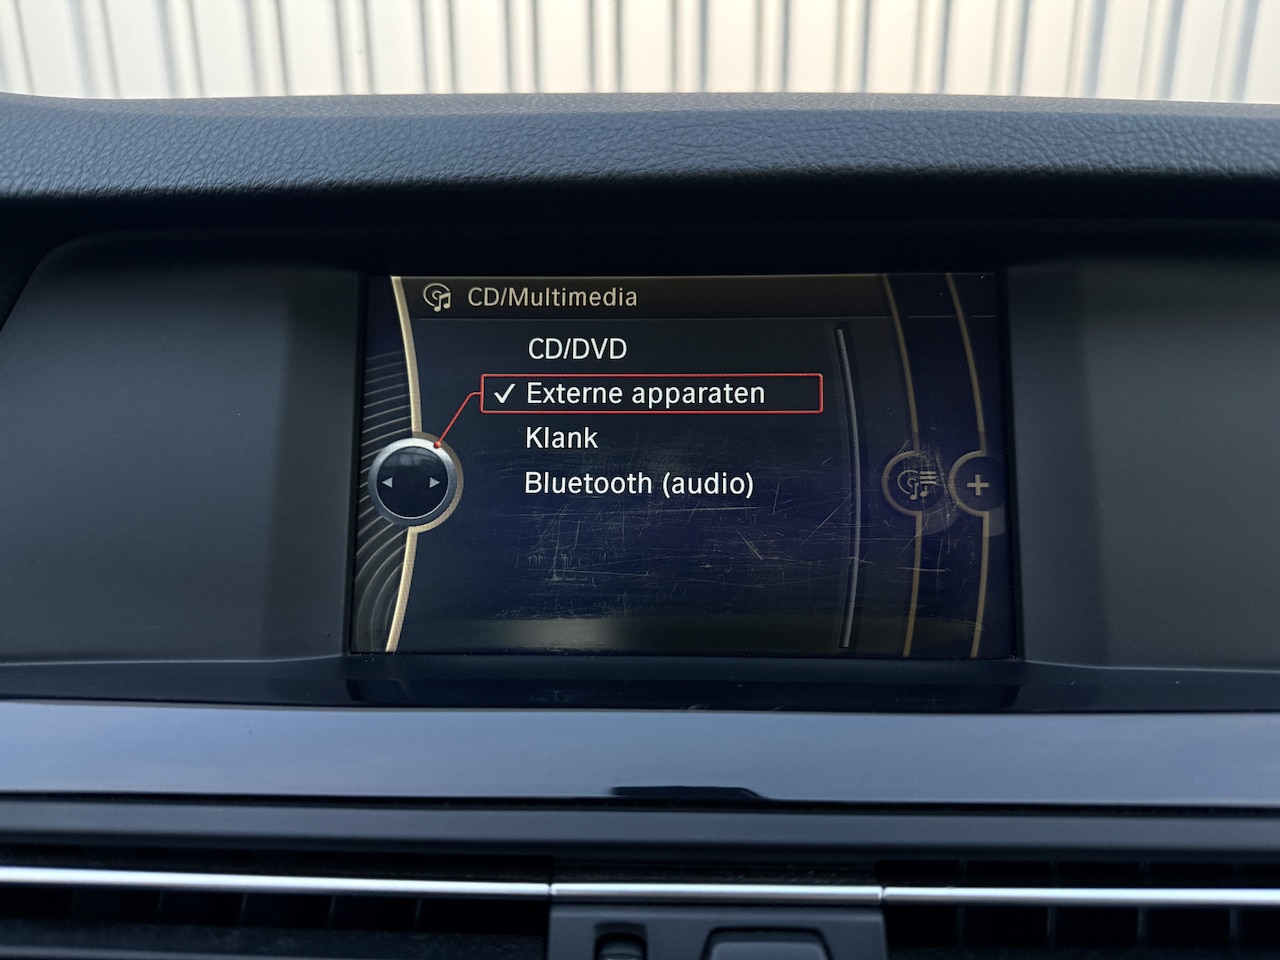 CD/Multimedia
CD/DVD
✓ Externe apparaten
Klank
Bluetooth (audio)